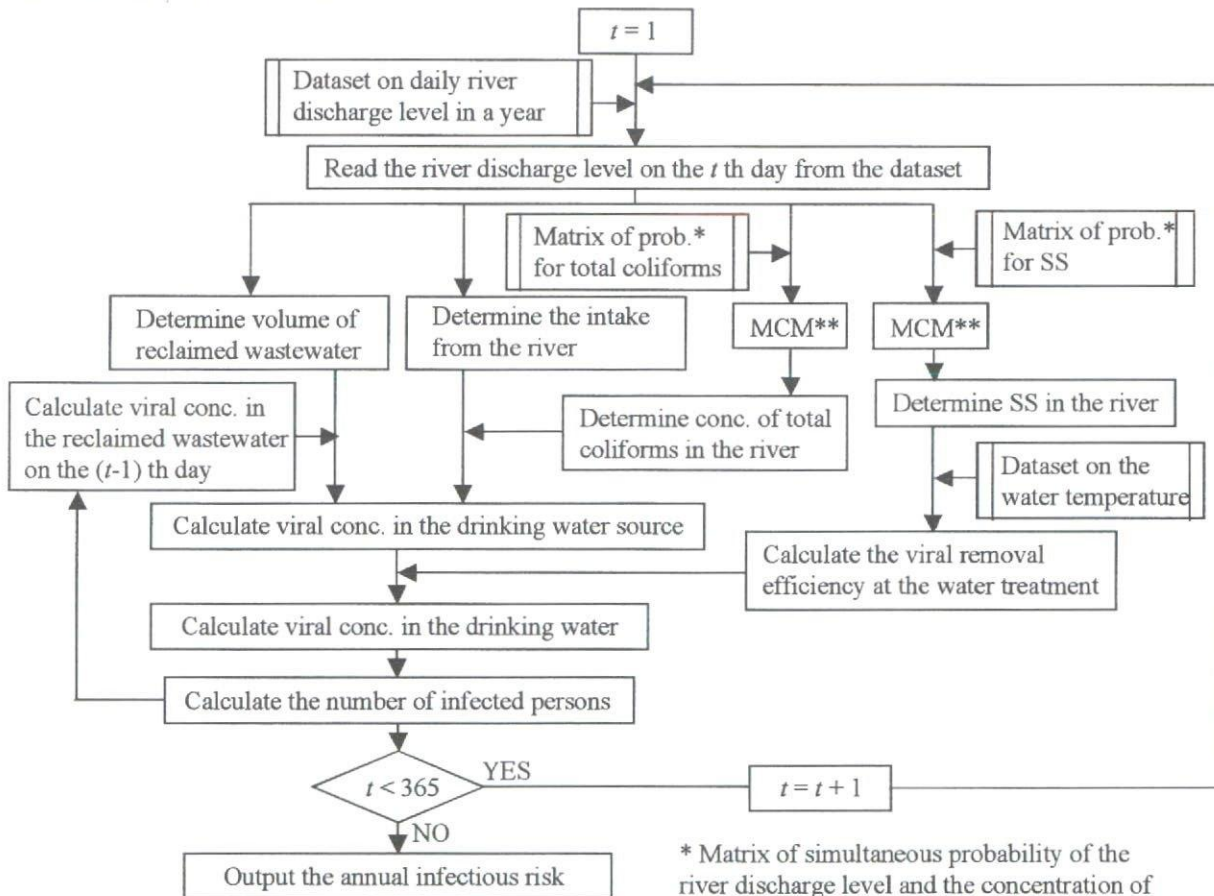 t = 1
Dataset on daily river
discharge level in a year
Read the river discharge level on the t th day from the dataset
Matrix of prob.*
for total coliforms
Matrix of prob.*
for SS
Determine volume of
reclaimed wastewater
Determine the intake
from the river
MCM**
MCM**
Calculate viral conc. in
the reclaimed wastewater
on the (t-1) th day
Determine conc. of total
coliforms in the river
Determine SS in the river
Dataset on the
water temperature
Calculate viral conc. in the drinking water source
Calculate the viral removal
efficiency at the water treatment
Calculate viral conc. in the drinking water
Calculate the number of infected persons
t < 365
YES
t = t + 1
NO
Output the annual infectious risk
* Matrix of simultaneous probability of the
river discharge level and the concentration of